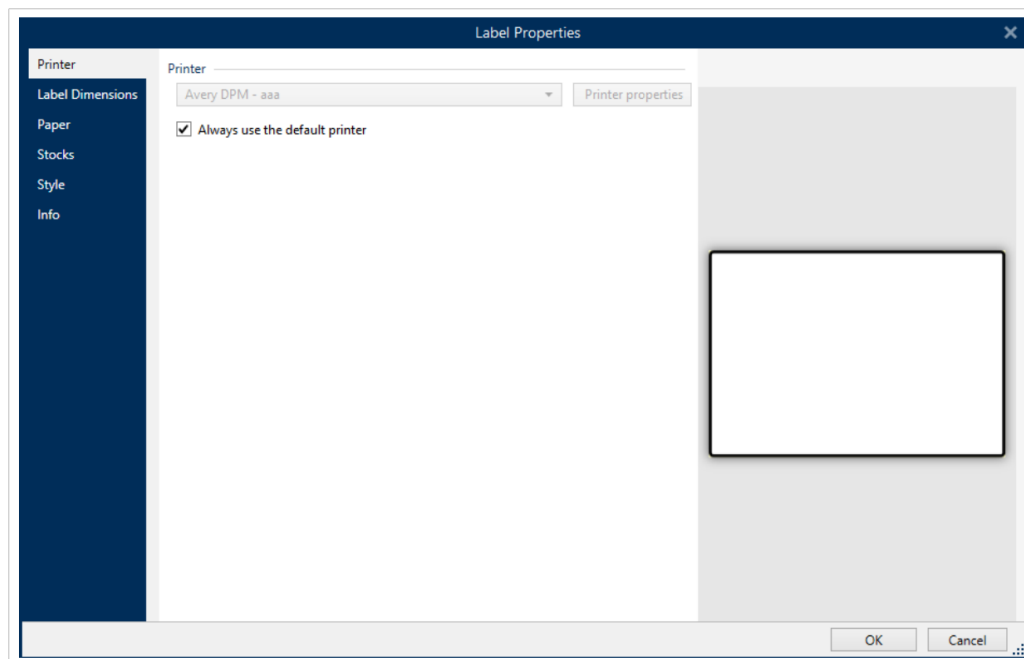 Label Properties
Printer
Label Dimensions
Paper
Stocks
Style
Info
Printer
Avery DPM - aaa
Printer properties
Always use the default printer
OK
Cancel